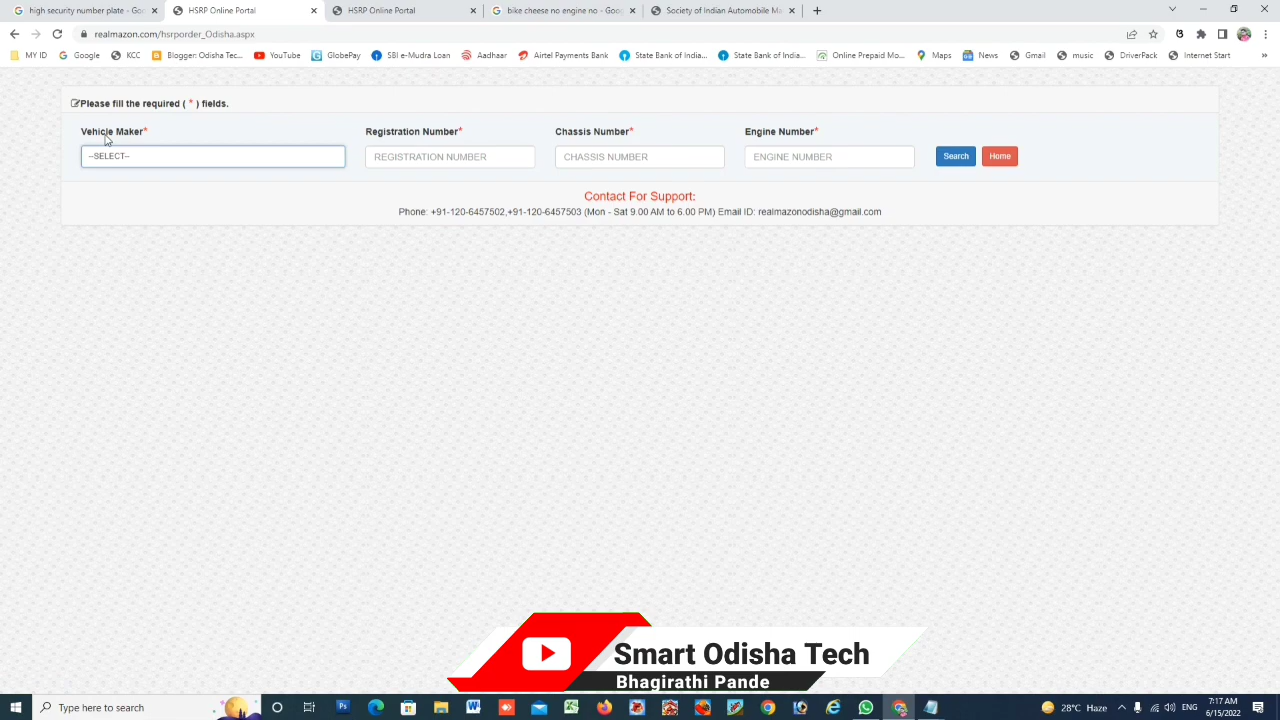 high security number plate - Goo
HSRP Online Portal
HSRP Online Portal
bike cheese no engine no - Goog
Society of Indian Automobile Ma
realmazon.com/hsrporder_Odisha.aspx
MY ID Google KCC Blogger: Odisha Tec... YouTube GlobePay SBI e-Mudra Loan Aadhaar Airtel Payments Bank State Bank of India... State Bank of India... Online Prepaid Mo... Maps News Gmail music DriverPack Internet Start »
Please fill the required ( * ) fields.
Vehicle Maker* Registration Number* Chassis Number* Engine Number*
--SELECT-- REGISTRATION NUMBER CHASSIS NUMBER ENGINE NUMBER Search Home
Contact For Support:
Phone: +91-120-6457502,+91-120-6457503 (Mon - Sat 9.00 AM to 6.00 PM) Email ID: realmazonodisha@gmail.com
Smart Odisha Tech
Bhagirathi Pande
Type here to search
28°C Haze
ENG
7:17 AM
6/15/2022